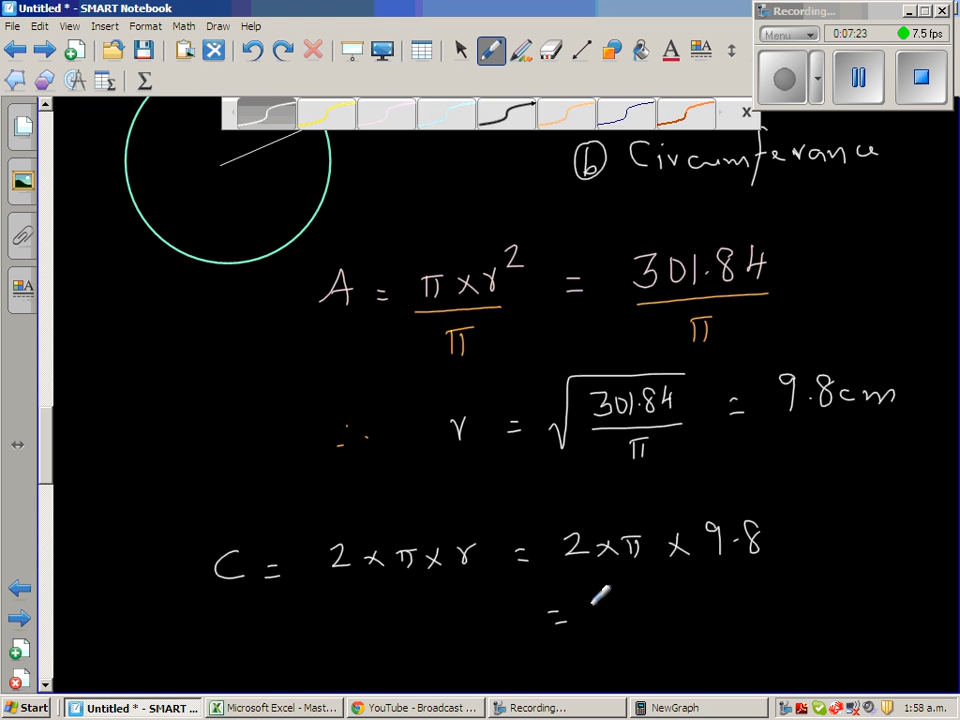 Untitled * - SMART Notebook
Recording...
File Edit View Insert Format Tools Draw Help
Menu 0:07:23 7.5 fps
ⓑ Circumferance
A = π × r² = 301.84
π π
∴ r = √301.84 = 9.8cm
π
C = 2 × π × r = 2 × π × 9.8
=
Start Untitled * - SMART ... Microsoft Excel - Mast... YouTube - Broadcast ... Recording... NewGraph 1:58 a.m.